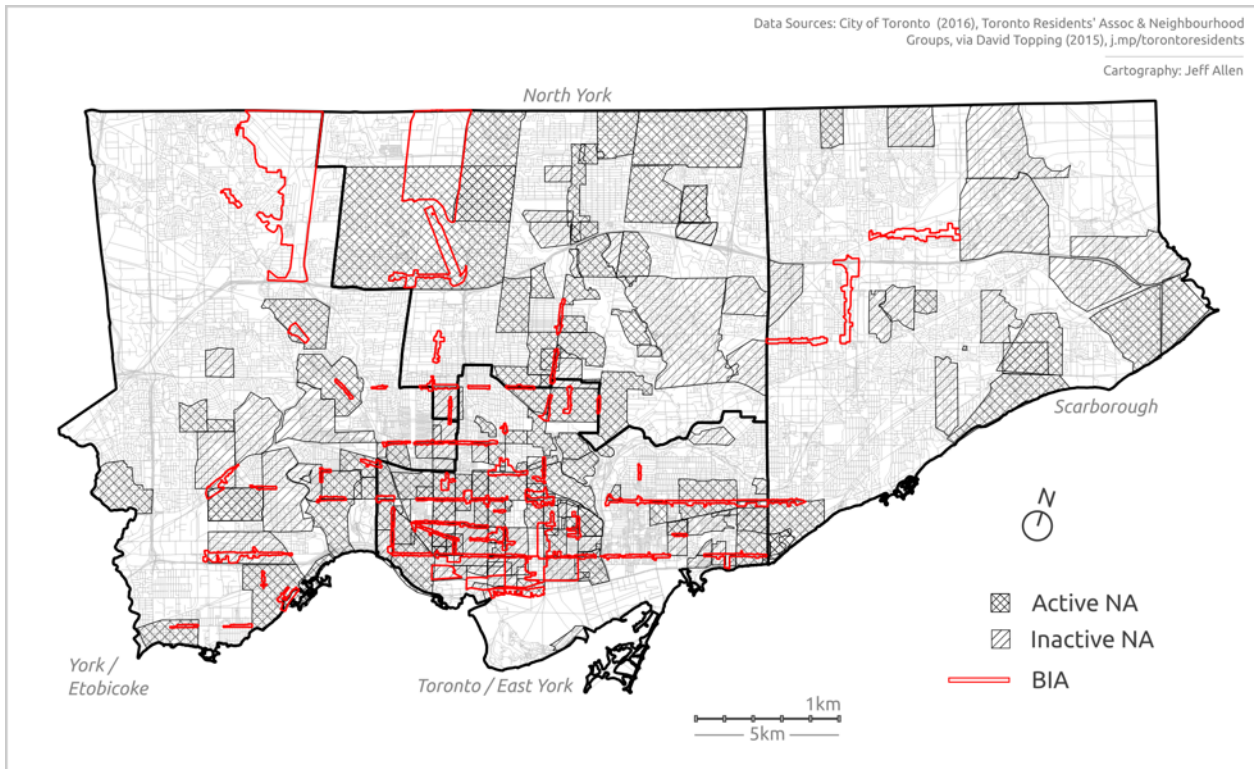 Data Sources: City of Toronto (2016), Toronto Residents' Assoc & Neighbourhood
Groups, via David Topping (2015), j.mp/torontoresidents
Cartography: Jeff Allen
North York
Scarborough
N
Active NA
Inactive NA
BIA
York /
Etobicoke
Toronto / East York
1km
5km